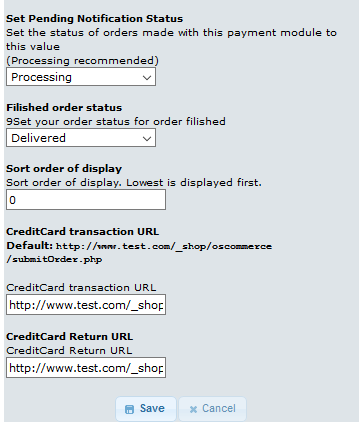 Set Pending Notification Status
Set the status of orders made with this payment module to
this value
(Processing recommended)
Processing
Filished order status
9Set your order status for order filished
Delivered
Sort order of display
Sort order of display. Lowest is displayed first.
0
CreditCard transaction URL
Default: http://www.test.com/_shop/oscommerce
/submitOrder.php
CreditCard transaction URL
http://www.test.com/_shop
CreditCard Return URL
CreditCard Return URL
http://www.test.com/_shop
Save Cancel